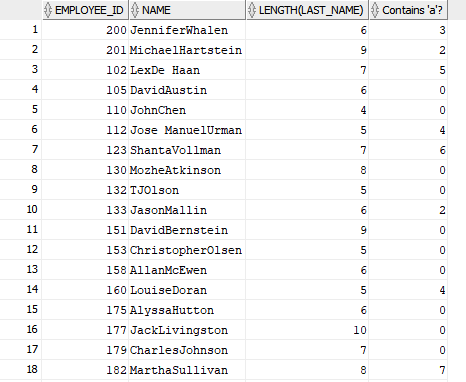 EMPLOYEE_ID NAME LENGTH(LAST_NAME) Contains 'a'?
1 200 JenniferWhalen 6 3
2 201 MichaelHartstein 9 2
3 102 LexDe Haan 7 5
4 105 DavidAustin 6 0
5 110 JohnChen 4 0
6 112 Jose ManuelUrman 5 4
7 123 ShantaVollman 7 6
8 130 MozheAtkinson 8 0
9 132 TJOlson 5 0
10 133 JasonMallin 6 2
11 151 DavidBernstein 9 0
12 153 ChristopherOlsen 5 0
13 158 AllanMcEwen 6 0
14 160 LouiseDoran 5 4
15 175 AlyssaHutton 6 0
16 177 JackLivingston 10 0
17 179 CharlesJohnson 7 0
18 182 MarthaSullivan 8 7